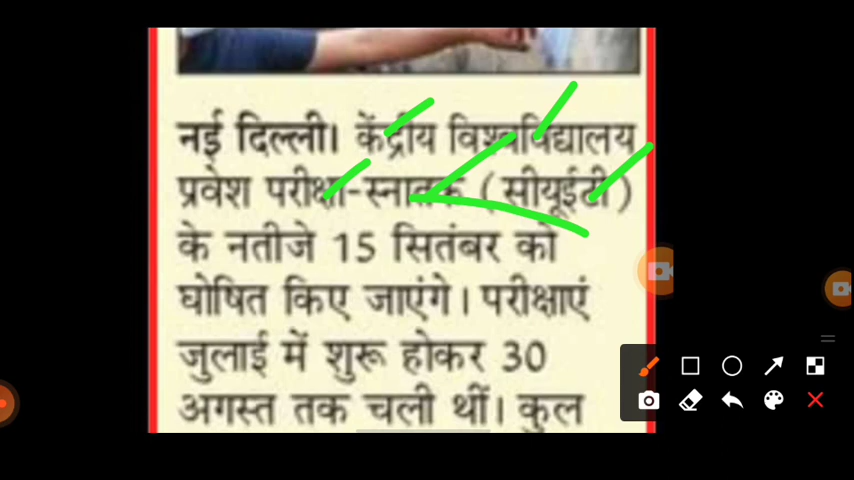 नई दिल्ली। केंद्रीय विश्वविद्यालय
प्रवेश परीक्षा-स्नातक (सीयूईटी)
के नतीजे 15 सितंबर को
घोषित किए जाएंगे। परीक्षाएं
जुलाई में शुरू होकर 30
अगस्त तक चली थीं। कुल